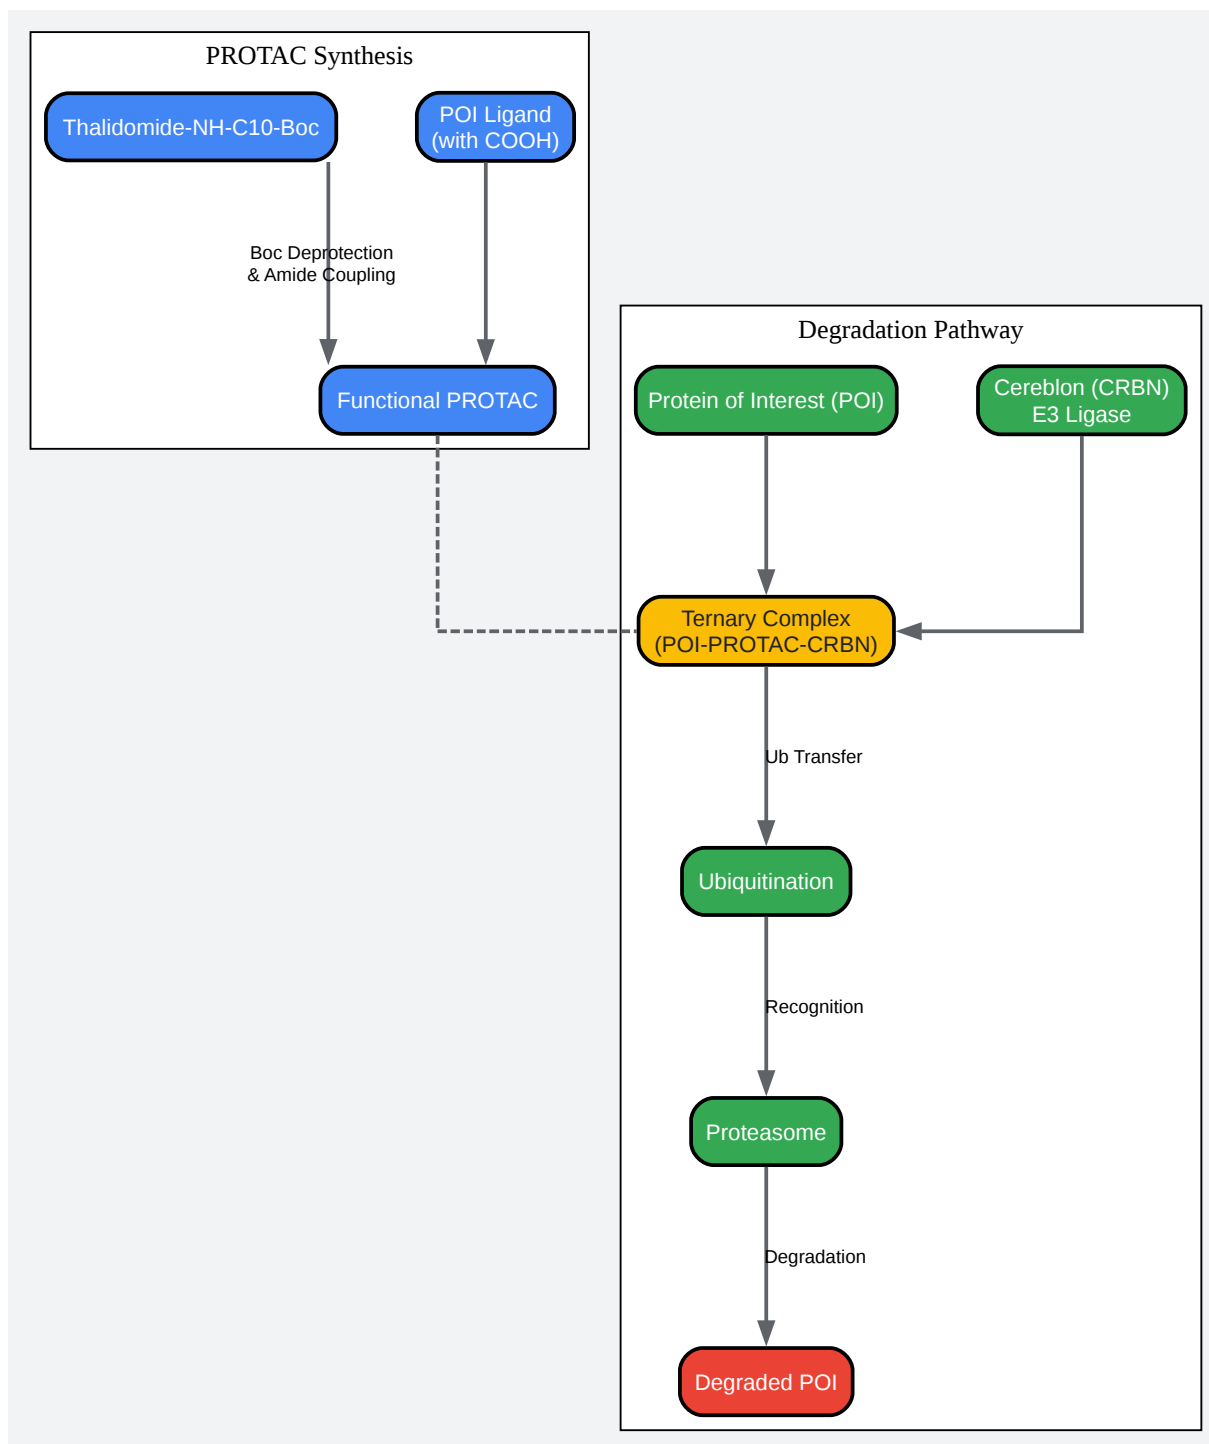 PROTAC Synthesis
Thalidomide-NH-C10-Boc
POI Ligand
(with COOH)
Boc Deprotection
& Amide Coupling
Functional PROTAC
Degradation Pathway
Protein of Interest (POI)
Cereblon (CRBN)
E3 Ligase
Ternary Complex
(POI-PROTAC-CRBN)
Ub Transfer
Ubiquitination
Recognition
Proteasome
Degradation
Degraded POI